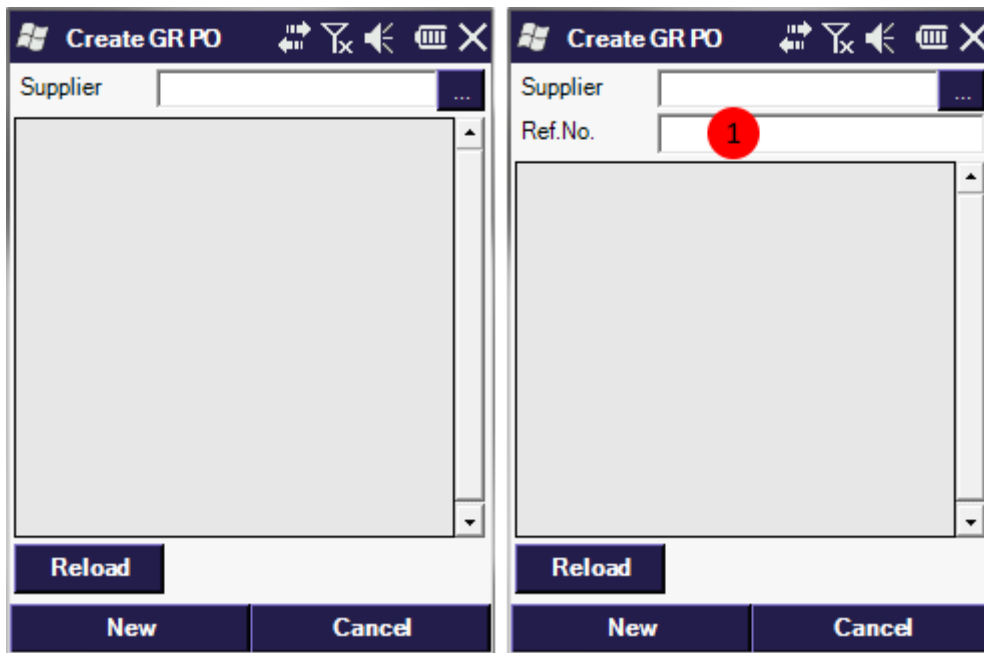 Create GR PO
Supplier
...
Reload
New Cancel
Create GR PO
Supplier
...
Ref.No.
1
Reload
New Cancel